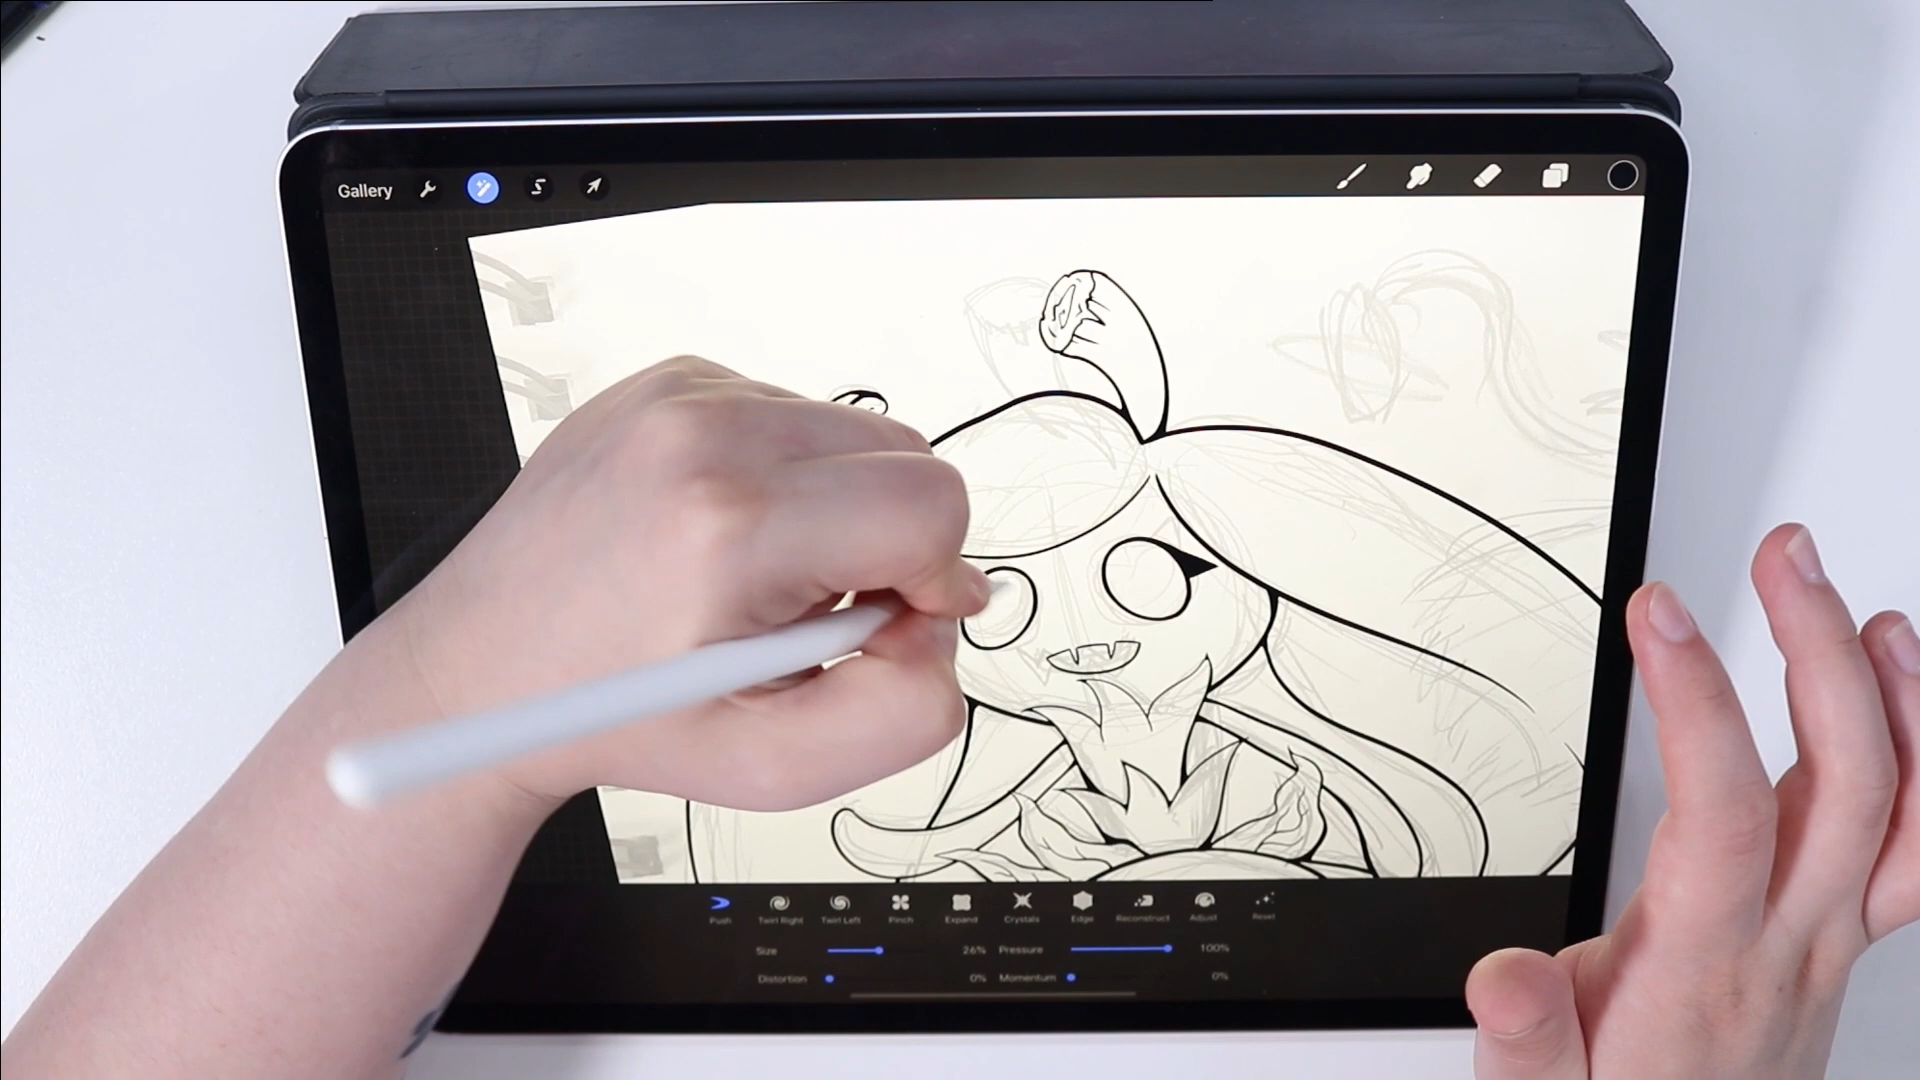 Gallery
Push Twirl Right Twirl Left Pinch Expand Crystals Edge Reconstruct Adjust Reset
Size 26% Pressure 100%
Distortion 0% Momentum 0%